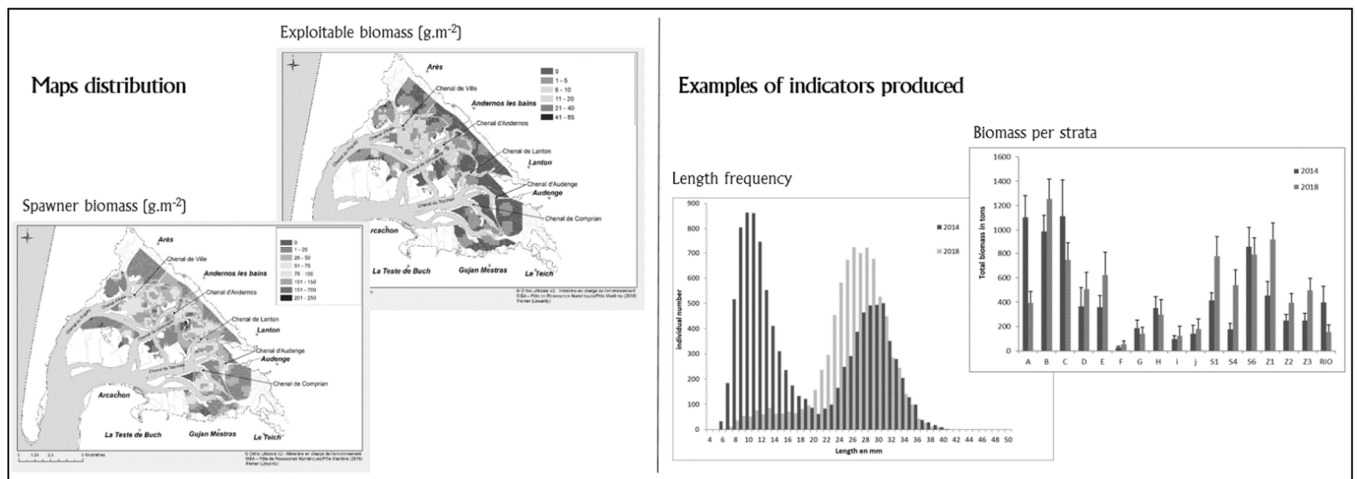 Maps distribution
Exploitable biomass (g.m-2)
Arès
Chenal de Ville
Andernos les bains
Chenal d'Andernos
Chenal de Lanton
Lanton
Chenal d'Audenge
Audenge
Chenal de Comprian
Chenal du Teychan
rcachon
La Teste de Buch
Gujan Mestras
Le Teich
0
1 - 5
6 - 10
11 - 20
21 - 40
41 - 85
Spawner biomass (g.m-2)
Arès
Chenal de Ville
Andernos les bains
Chenal d'Andernos
Chenal de Lanton
Lanton
Chenal d'Audenge
Audenge
Chenal de Comprian
Chenal du Teychan
Arcachon
La Teste de Buch
Gujan Mestras
Le Teich
0
1 - 25
26 - 50
51 - 75
76 - 100
101 - 150
151 - 200
201 - 250
Examples of indicators produced
Length frequency
900
800
700
600
500
400
300
200
100
0
individual number
2014
2018
4 6 8 10 12 14 16 18 20 22 24 26 28 30 32 34 36 38 40 42 44 46 48 50
Length en mm
Biomass per strata
1600
1400
1200
1000
800
600
400
200
0
Total biomass in tons
2014
2018
A B C D E F G H i j S1 S4 S6 Z1 Z2 Z3 RIO